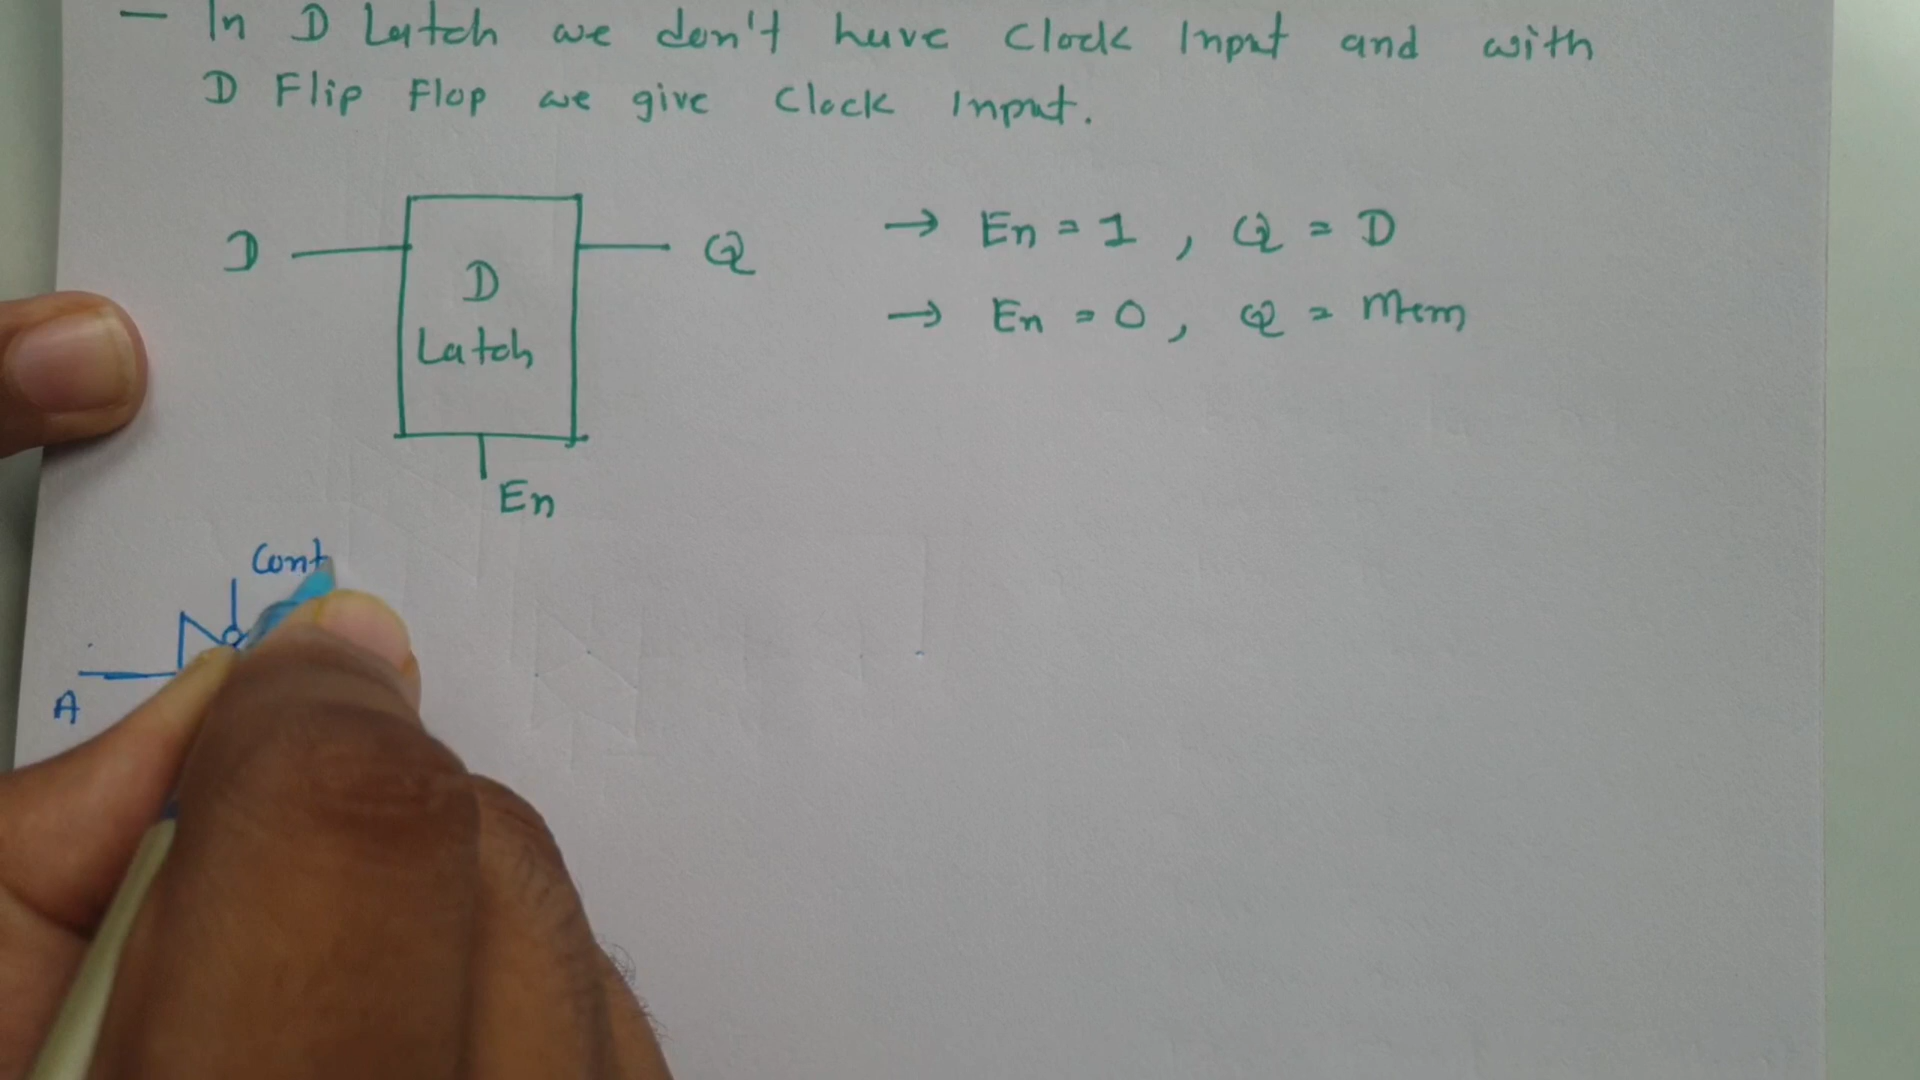 — In D Latch we don't have Clock Input and with
D Flip Flop we give Clock Input.
D
D
Latch
Q
En
→ En = 1 , Q = D
→ En = 0 , Q = Mem
Cont
A